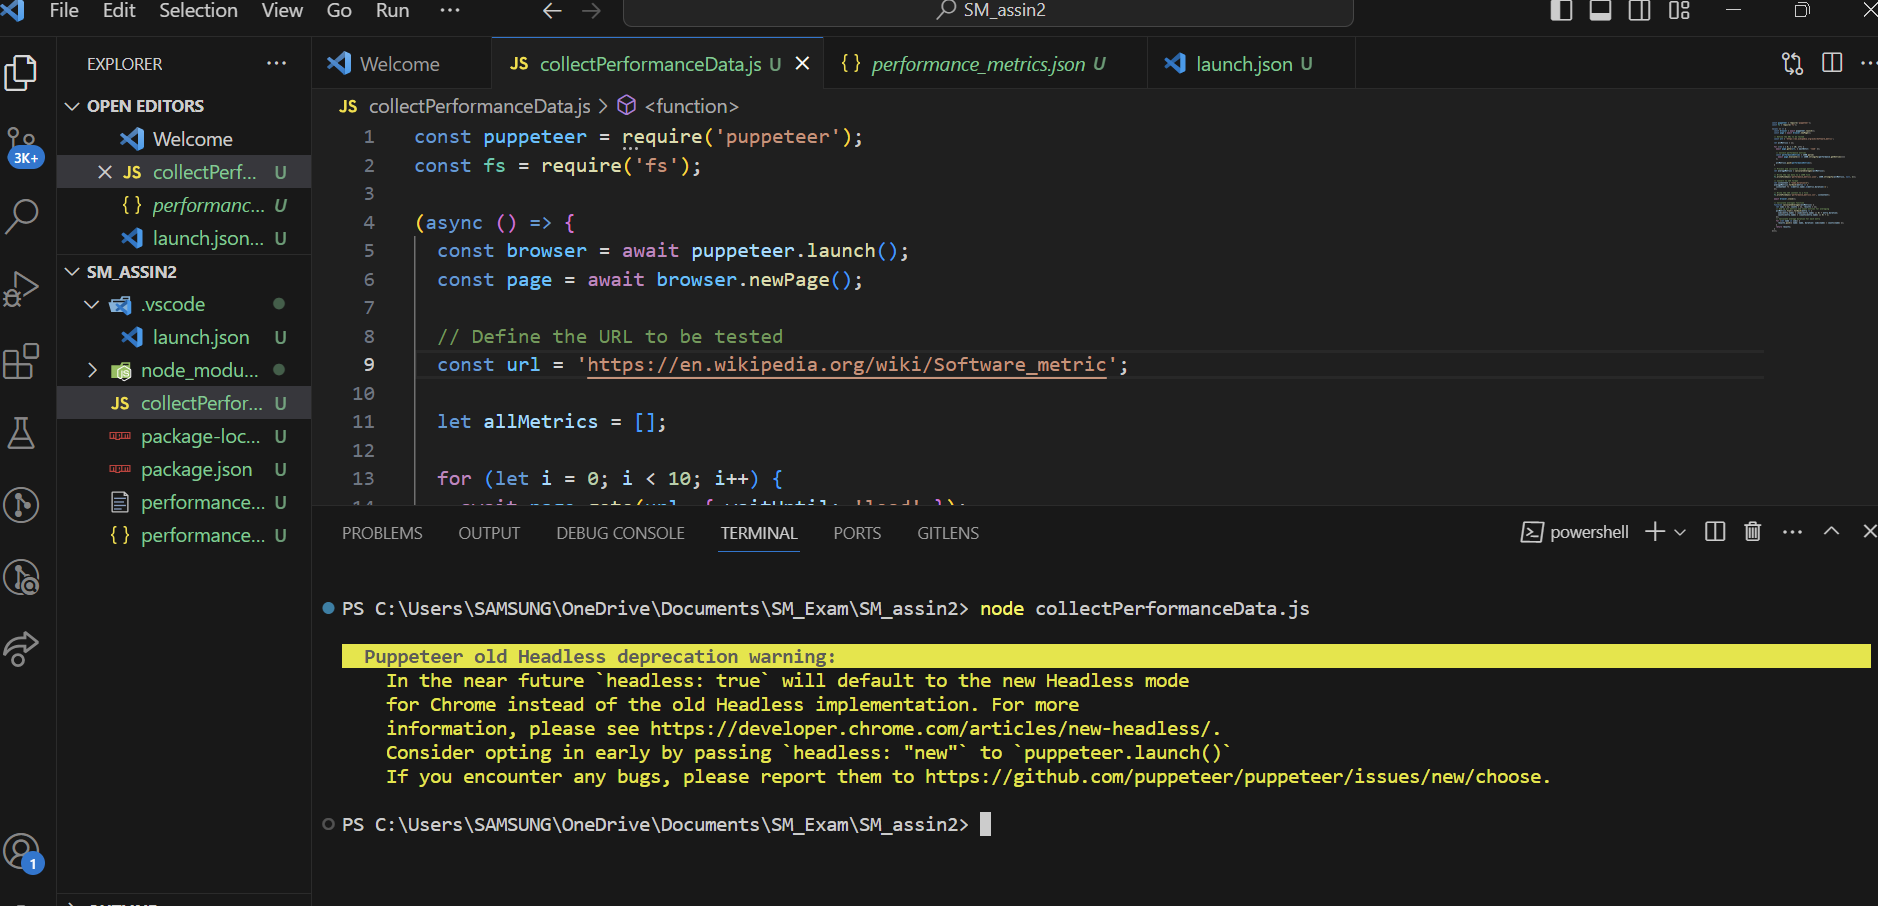 File Edit Selection View Go Run ···
SM_assin2
EXPLORER ···
OPEN EDITORS
Welcome
JS collectPerf... U
{} performanc... U
launch.json... U
SM_ASSIN2
.vscode
launch.json U
node_modu...
JS collectPerfor... U
package-loc... U
package.json U
performance... U
{} performance... U
3K+
1
Welcome
JS collectPerformanceData.js U
{} performance_metrics.json U
launch.json U
JS collectPerformanceData.js > <function>
1 const puppeteer = require('puppeteer');
2 const fs = require('fs');
3
4 (async () => {
5 const browser = await puppeteer.launch();
6 const page = await browser.newPage();
7
8 // Define the URL to be tested
9 const url = 'https://en.wikipedia.org/wiki/Software_metric';
10
11 let allMetrics = [];
12
13 for (let i = 0; i < 10; i++) {
14 await page.goto(url, { waitUntil: 'load' });
PROBLEMS OUTPUT DEBUG CONSOLE TERMINAL PORTS GITLENS
powershell
PS C:\Users\SAMSUNG\OneDrive\Documents\SM_Exam\SM_assin2> node collectPerformanceData.js
Puppeteer old Headless deprecation warning:
In the near future `headless: true` will default to the new Headless mode
for Chrome instead of the old Headless implementation. For more
information, please see https://developer.chrome.com/articles/new-headless/.
Consider opting in early by passing `headless: "new"` to `puppeteer.launch()`
If you encounter any bugs, please report them to https://github.com/puppeteer/puppeteer/issues/new/choose.
PS C:\Users\SAMSUNG\OneDrive\Documents\SM_Exam\SM_assin2>